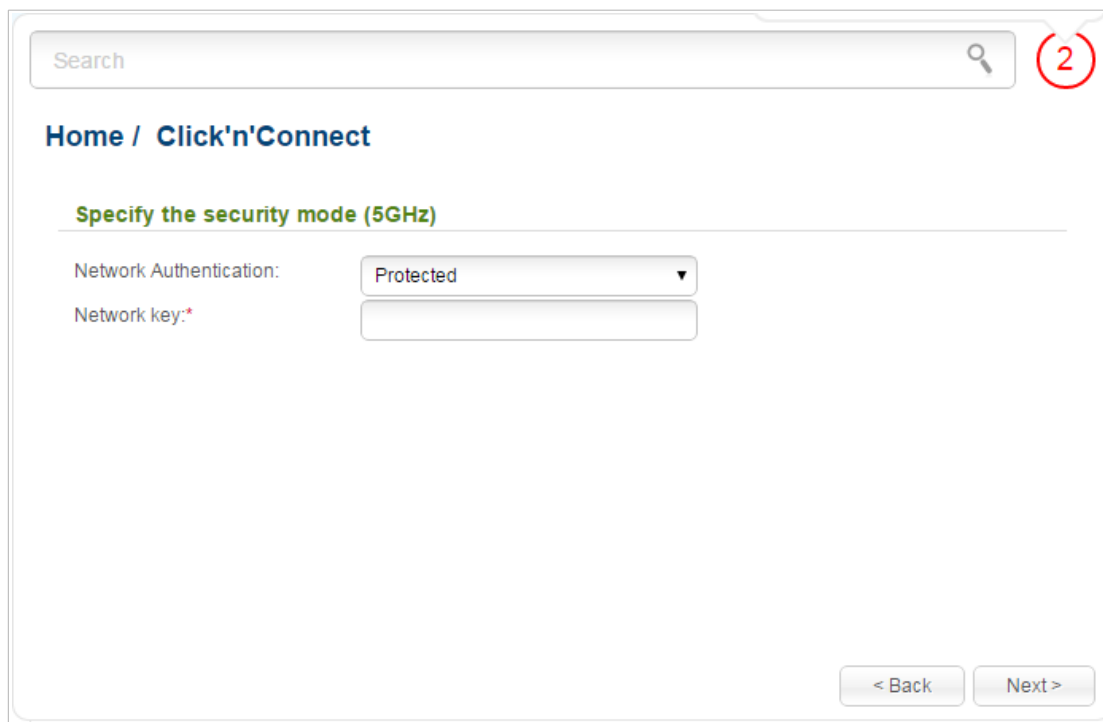 Search
2
Home / Click'n'Connect
Specify the security mode (5GHz)
Network Authentication: Protected
Network key:*
< Back Next >